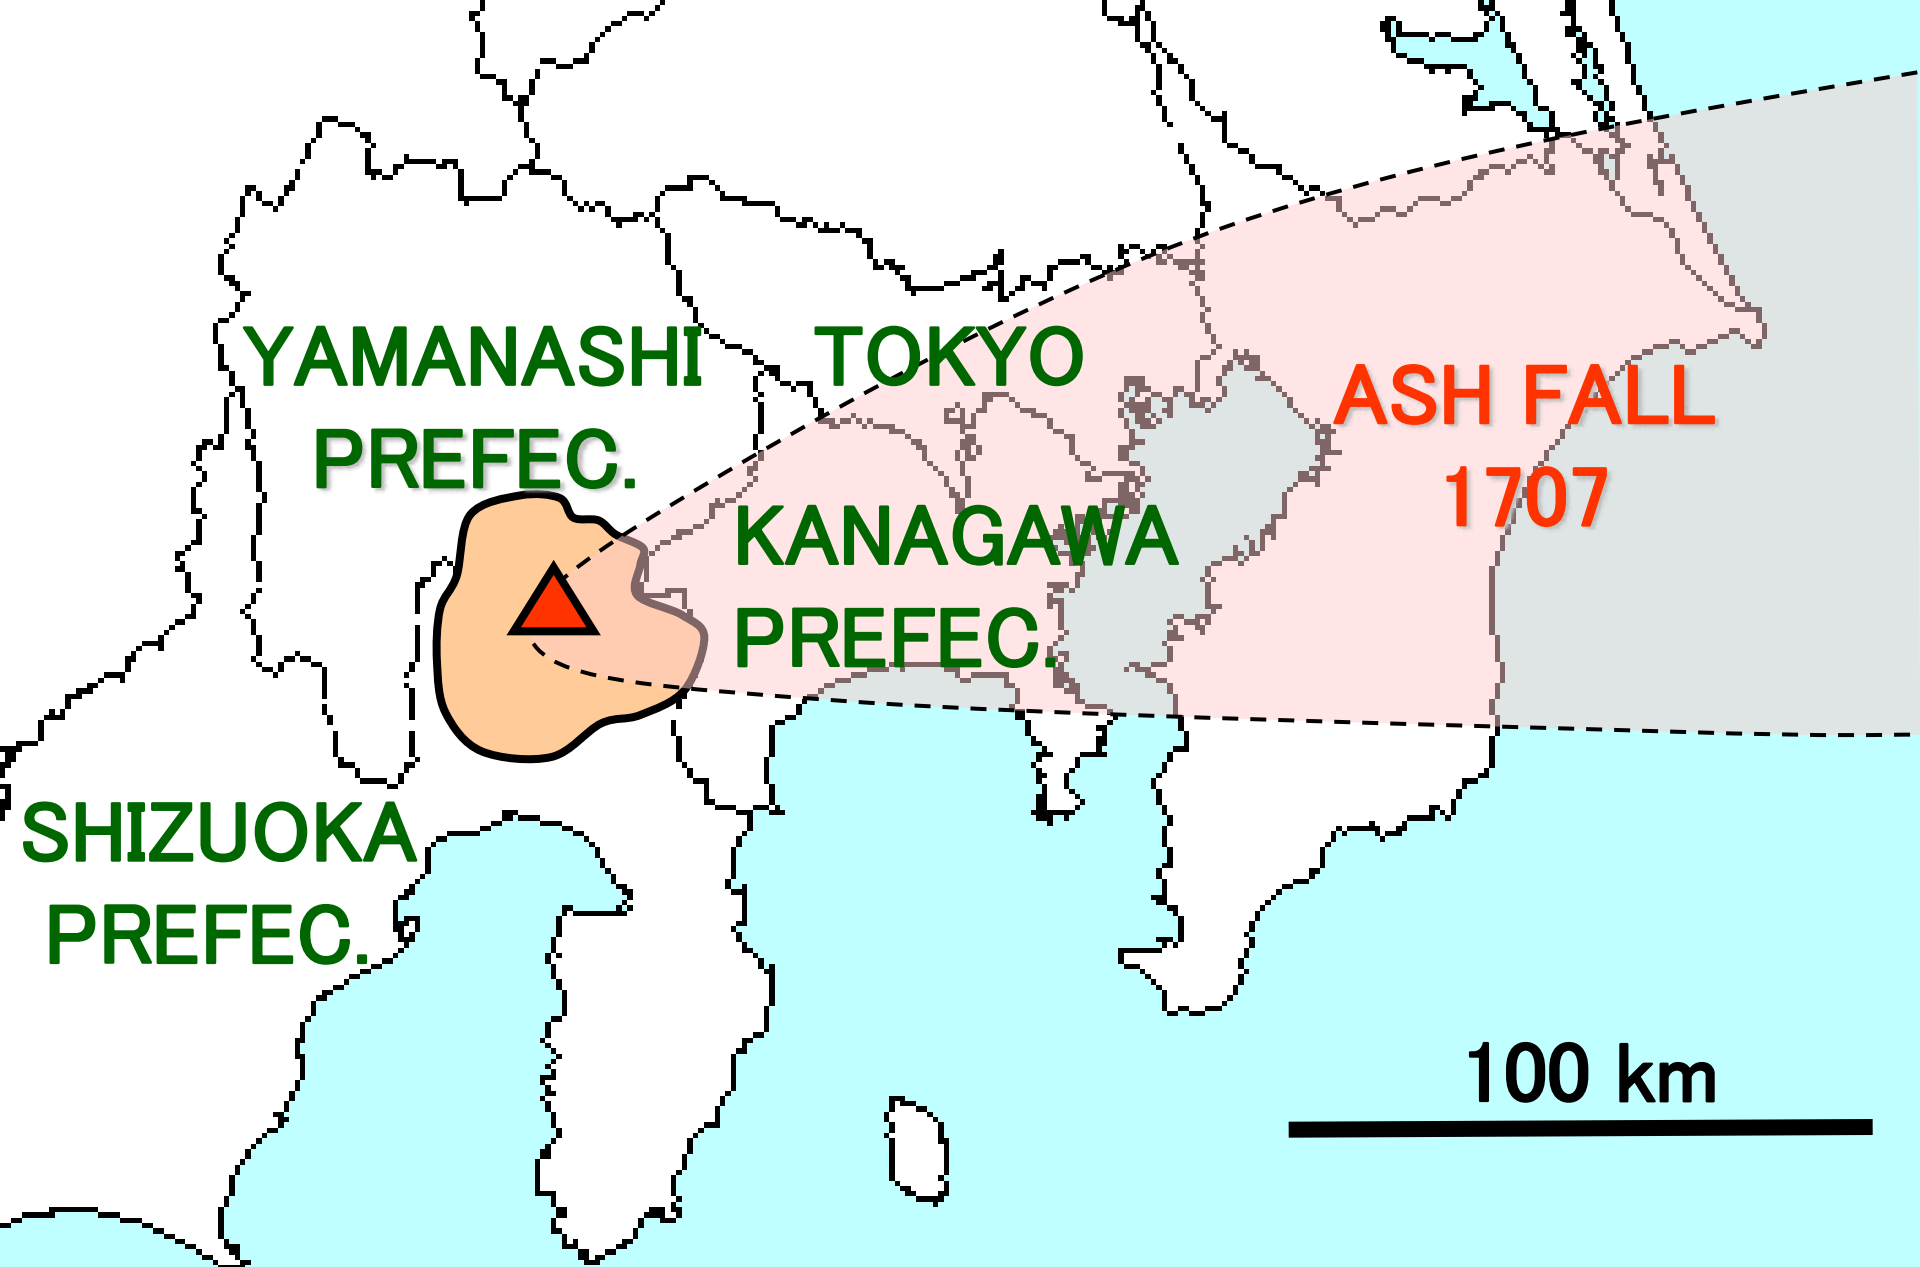 YAMANASHI
PREFEC.
TOKYO
ASH FALL
1707
KANAGAWA
PREFEC.
SHIZUOKA
PREFEC.
100 km